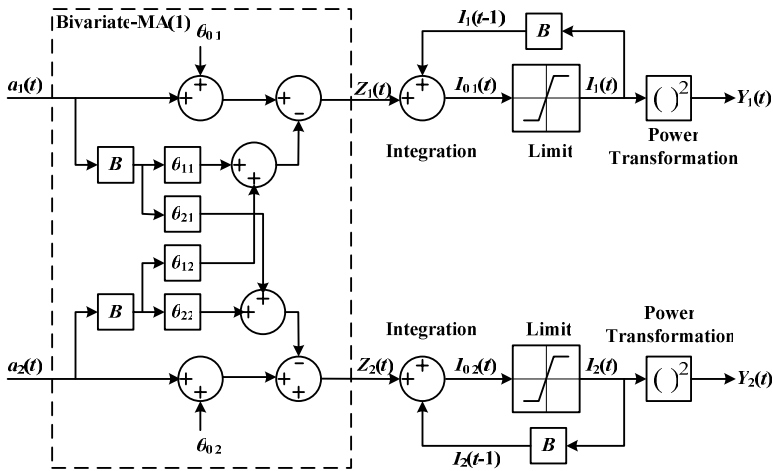 Bivariate-MA(1)
θ01
a1(t)
+
+
+
-
Z1(t)
+
+
I1(t-1)
B
I01(t)
I1(t)
( )²
Y1(t)
Integration
Limit
Power
Transformation
B
θ11
+
+
θ21
θ12
B
θ22
+
+
a2(t)
+
+
-
+
Z2(t)
Integration
Limit
Power
Transformation
+
+
I02(t)
I2(t)
( )²
Y2(t)
θ02
I2(t-1)
B